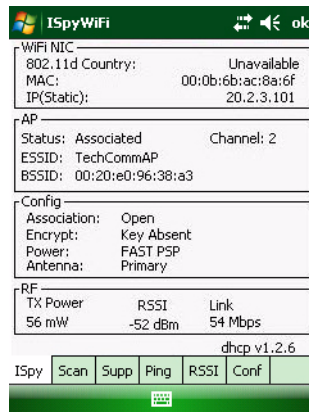 ISpyWiFi ok
WiFi NIC
802.11d Country: Unavailable
MAC: 00:0b:6b:ac:8a:6f
IP(Static): 20.2.3.101
AP
Status: Associated Channel: 2
ESSID: TechCommAP
BSSID: 00:20:e0:96:38:a3
Config
Association: Open
Encrypt: Key Absent
Power: FAST PSP
Antenna: Primary
RF
TX Power RSSI Link
56 mW -52 dBm 54 Mbps
dhcp v1.2.6
ISpy Scan Supp Ping RSSI Conf